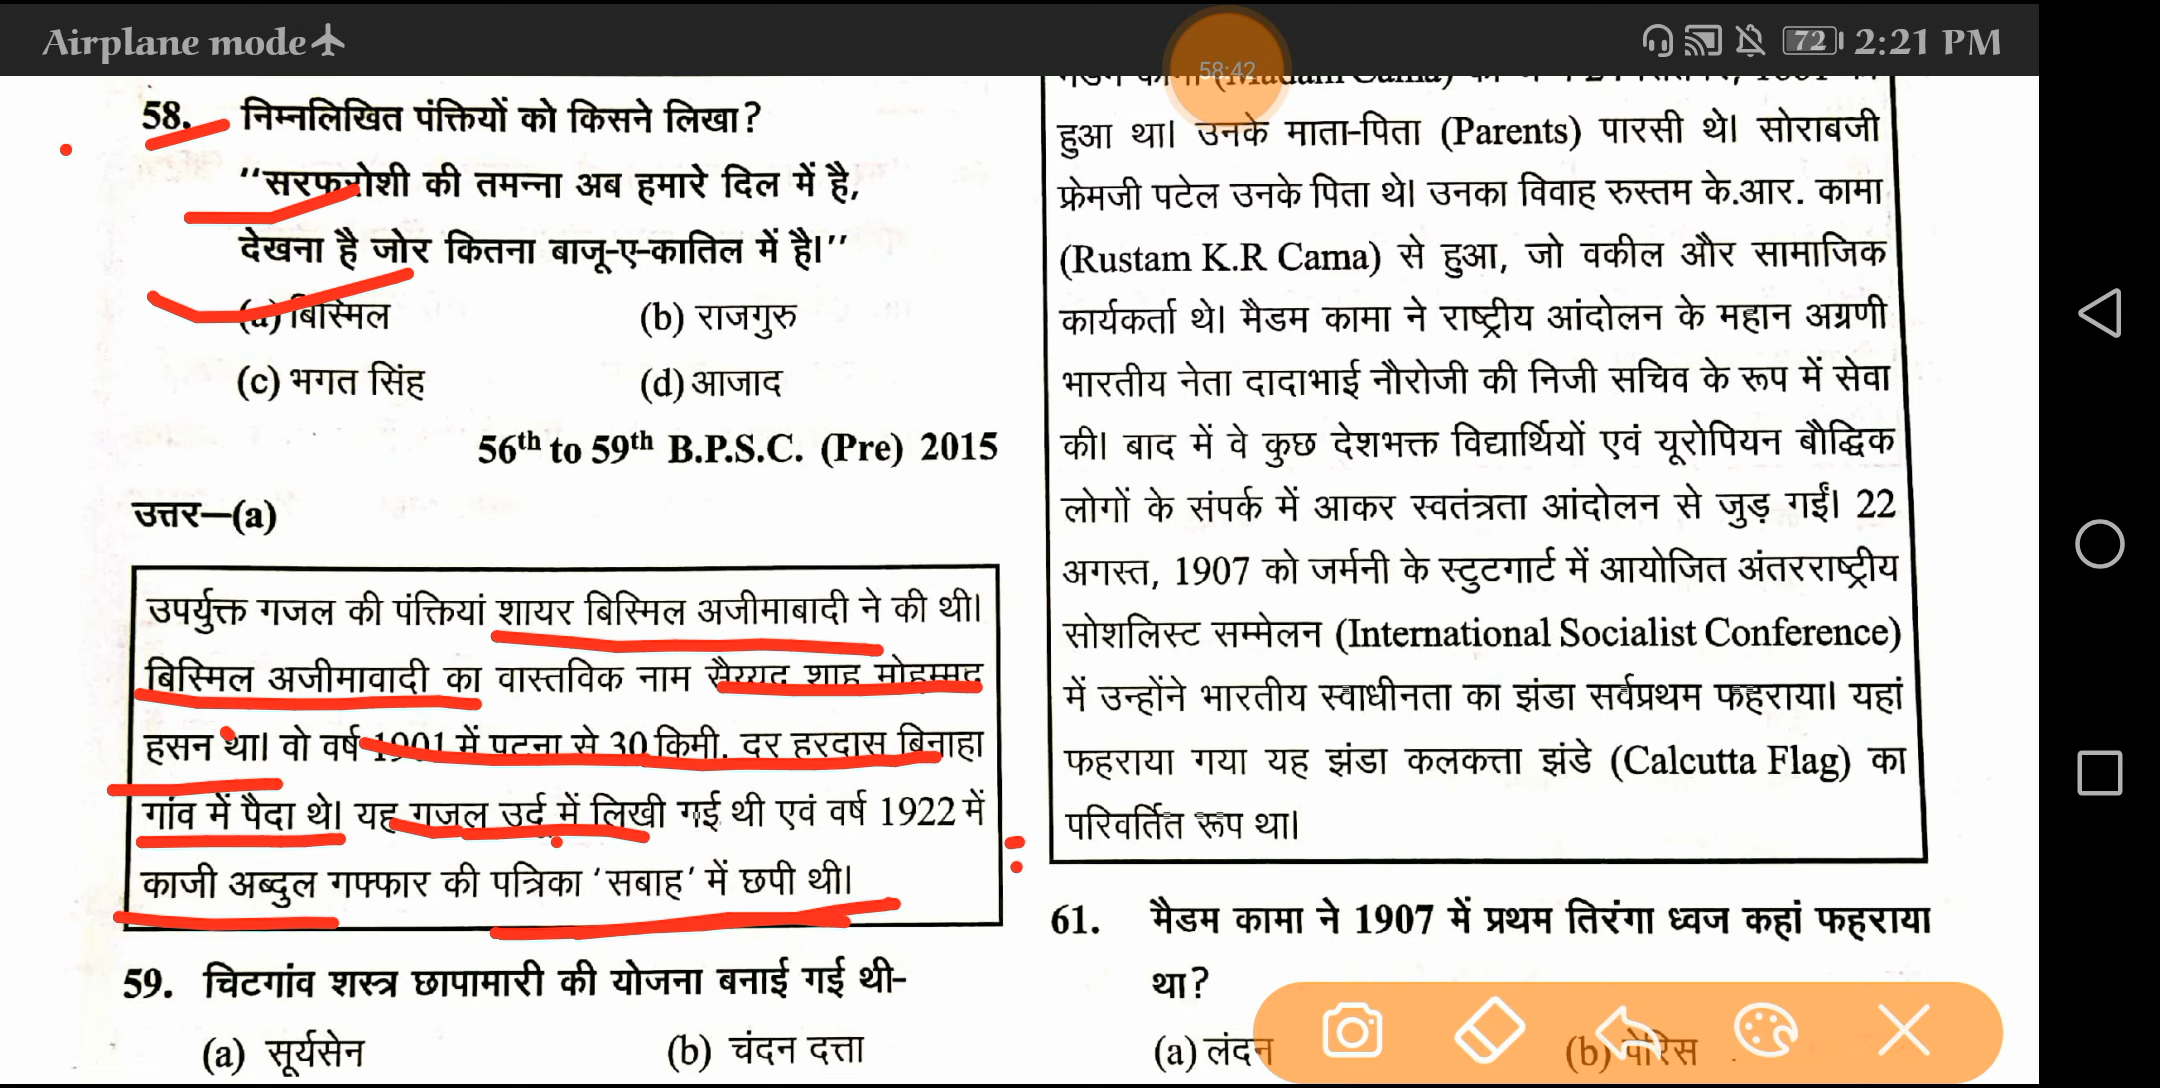 Airplane mode
58:42
72 2:21 PM
58. निम्नलिखित पंक्तियों को किसने लिखा?
''सरफरोशी की तमन्ना अब हमारे दिल में है,
देखना है जोर कितना बाजू-ए-कातिल में है।''
(a) बिस्मिल (b) राजगुरु
(c) भगत सिंह (d) आजाद
56th to 59th B.P.S.C. (Pre) 2015
उत्तर—(a)
उपर्युक्त गजल की पंक्तियां शायर बिस्मिल अजीमाबादी ने की थी।
बिस्मिल अजीमावादी का वास्तविक नाम सैय्यद शाह मोहम्मद
हसन था। वो वर्ष 1901 में पटना से 30 किमी. दूर हरदास बिनाहा
गांव में पैदा थे। यह गजल उर्दू में लिखी गई थी एवं वर्ष 1922 में
काजी अब्दुल गफ्फार की पत्रिका 'सबाह' में छपी थी।
59. चिटगांव शस्त्र छापामारी की योजना बनाई गई थी-
(a) सूर्यसेन (b) चंदन दत्ता
(Madam Cama)
हुआ था। उनके माता-पिता (Parents) पारसी थे। सोराबजी
फ्रेमजी पटेल उनके पिता थे। उनका विवाह रुस्तम के.आर. कामा
(Rustam K.R Cama) से हुआ, जो वकील और सामाजिक
कार्यकर्ता थे। मैडम कामा ने राष्ट्रीय आंदोलन के महान अग्रणी
भारतीय नेता दादाभाई नौरोजी की निजी सचिव के रूप में सेवा
की। बाद में वे कुछ देशभक्त विद्यार्थियों एवं यूरोपियन बौद्धिक
लोगों के संपर्क में आकर स्वतंत्रता आंदोलन से जुड़ गईं। 22
अगस्त, 1907 को जर्मनी के स्टुटगार्ट में आयोजित अंतरराष्ट्रीय
सोशलिस्ट सम्मेलन (International Socialist Conference)
में उन्होंने भारतीय स्वाधीनता का झंडा सर्वप्रथम फहराया। यहां
फहराया गया यह झंडा कलकत्ता झंडे (Calcutta Flag) का
परिवर्तित रूप था।
61. मैडम कामा ने 1907 में प्रथम तिरंगा ध्वज कहां फहराया
था?
(a) लंदन (b) पेरिस